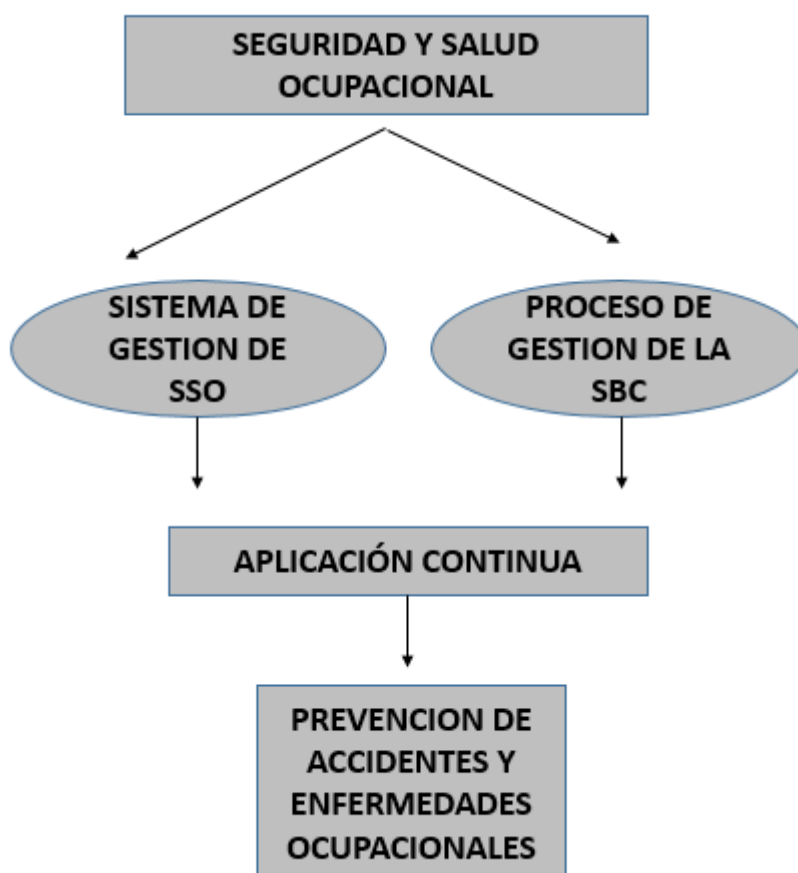 SEGURIDAD Y SALUD
OCUPACIONAL
SISTEMA DE
GESTION DE
SSO
PROCESO DE
GESTION DE LA
SBC
APLICACIÓN CONTINUA
PREVENCION DE
ACCIDENTES Y
ENFERMEDADES
OCUPACIONALES